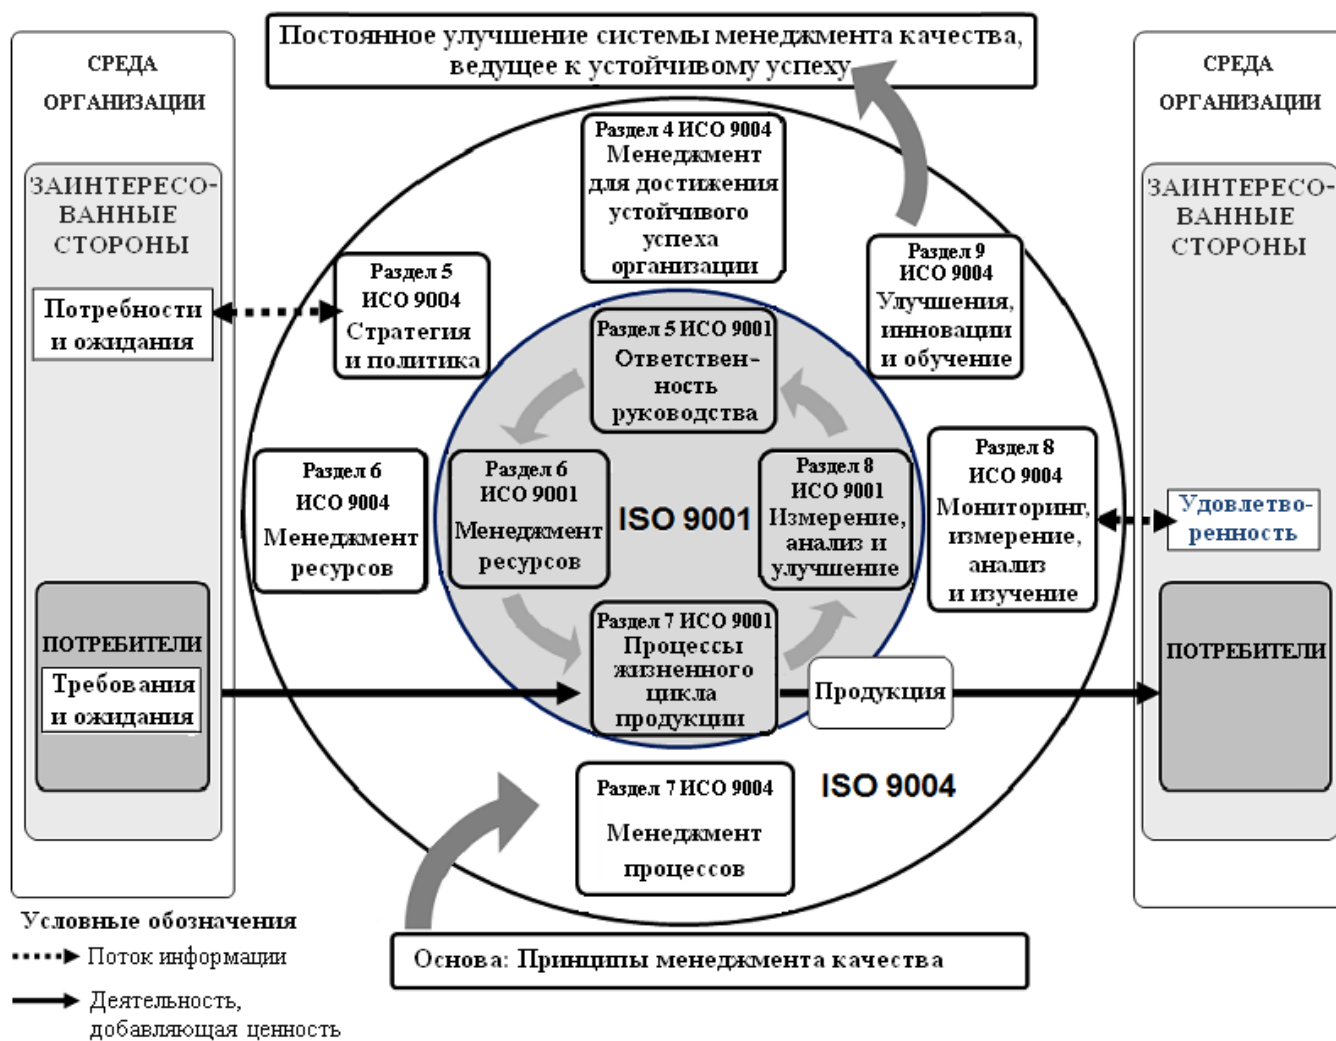 Постоянное улучшение системы менеджмента качества,
ведущее к устойчивому успеху
СРЕДА
ОРГАНИЗАЦИИ
ЗАИНТЕРЕСО-
ВАННЫЕ
СТОРОНЫ
Потребности
и ожидания
ПОТРЕБИТЕЛИ
Требования
и ожидания
Раздел 4 ИСО 9004
Менеджмент
для достижения
устойчивого
успеха
организации
Раздел 5
ИСО 9004
Стратегия
и политика
Раздел 9
ИСО 9004
Улучшения,
инновации
и обучение
Раздел 5 ИСО 9001
Ответствен-
ность
руководства
Раздел 6
ИСО 9004
Менеджмент
ресурсов
Раздел 6
ИСО 9001
Менеджмент
ресурсов
ISO 9001
Раздел 8
ИСО 9001
Измерение,
анализ и
улучшение
Раздел 8
ИСО 9004
Мониторинг,
измерение,
анализ
и изучение
Раздел 7 ИСО 9001
Процессы
жизненного
цикла
продукции
Продукция
Раздел 7 ИСО 9004
Менеджмент
процессов
ISO 9004
СРЕДА
ОРГАНИЗАЦИИ
ЗАИНТЕРЕСО-
ВАННЫЕ
СТОРОНЫ
Удовлетво-
ренность
ПОТРЕБИТЕЛИ
Основа: Принципы менеджмента качества
Условные обозначения
Поток информации
Деятельность,
добавляющая ценность